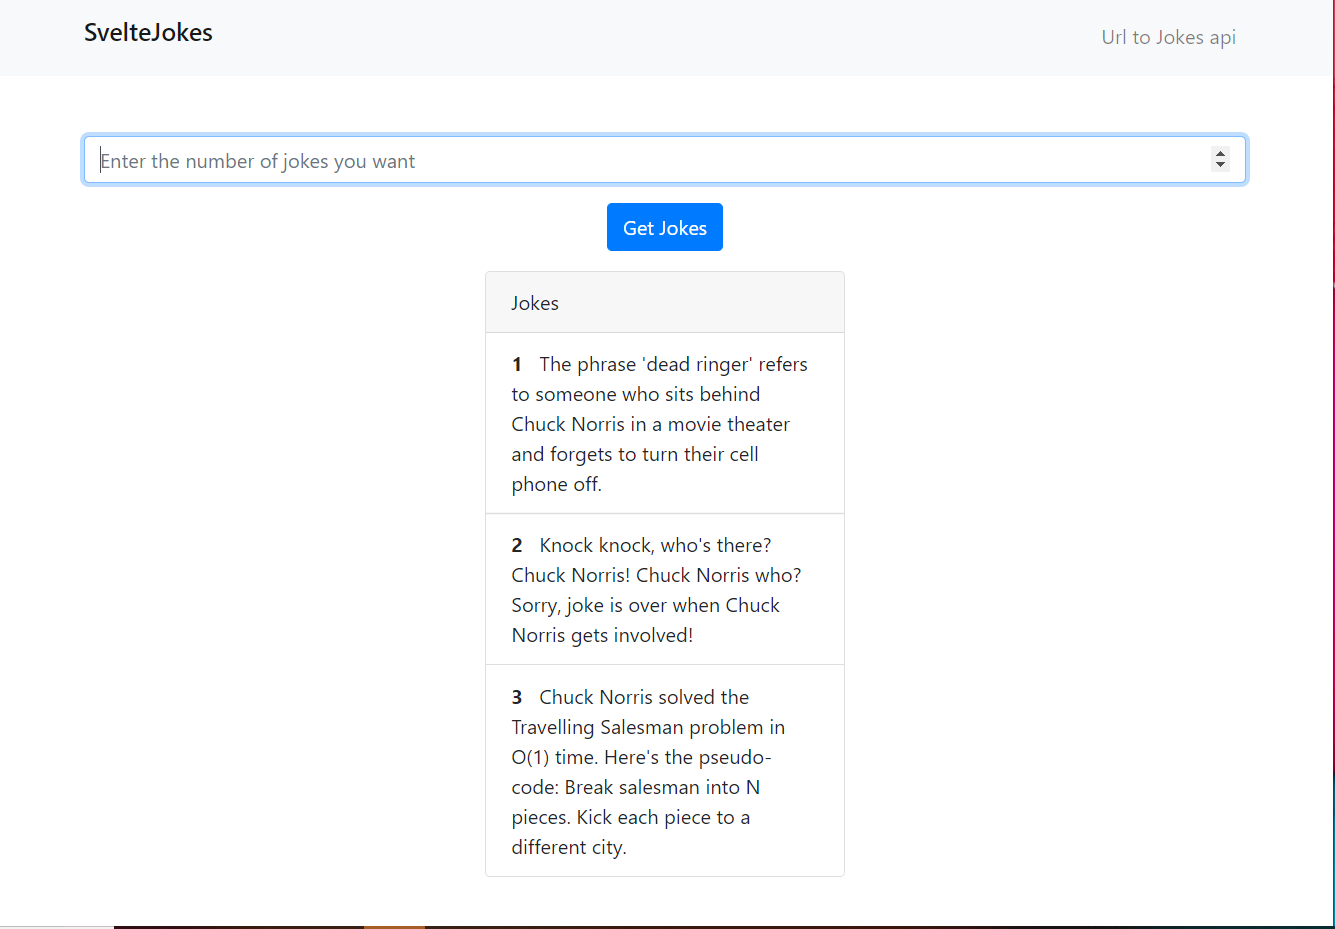 SvelteJokes
Url to Jokes api
Enter the number of jokes you want
Get Jokes
Jokes
1 The phrase 'dead ringer' refers
to someone who sits behind
Chuck Norris in a movie theater
and forgets to turn their cell
phone off.
2 Knock knock, who's there?
Chuck Norris! Chuck Norris who?
Sorry, joke is over when Chuck
Norris gets involved!
3 Chuck Norris solved the
Travelling Salesman problem in
O(1) time. Here's the pseudo-
code: Break salesman into N
pieces. Kick each piece to a
different city.